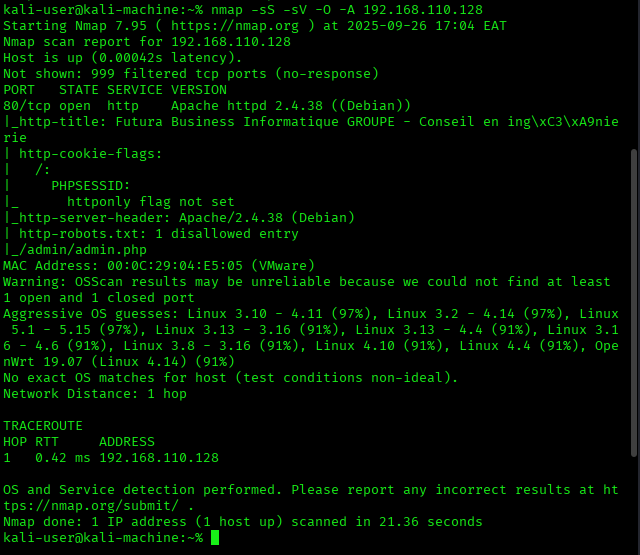 kali-user@kali-machine:~% nmap -sS -sV -O -A 192.168.110.128
Starting Nmap 7.95 ( https://nmap.org ) at 2025-09-26 17:04 EAT
Nmap scan report for 192.168.110.128
Host is up (0.00042s latency).
Not shown: 999 filtered tcp ports (no-response)
PORT   STATE SERVICE VERSION
80/tcp open  http    Apache httpd 2.4.38 ((Debian))
|_http-title: Futura Business Informatique GROUPE - Conseil en ing\xC3\xA9nie
rie
| http-cookie-flags:
|   /:
|     PHPSESSID:
|_      httponly flag not set
|_http-server-header: Apache/2.4.38 (Debian)
| http-robots.txt: 1 disallowed entry
|_/admin/admin.php
MAC Address: 00:0C:29:04:E5:05 (VMware)
Warning: OSScan results may be unreliable because we could not find at least
1 open and 1 closed port
Aggressive OS guesses: Linux 3.10 - 4.11 (97%), Linux 3.2 - 4.14 (97%), Linux
 5.1 - 5.15 (97%), Linux 3.13 - 3.16 (91%), Linux 3.13 - 4.4 (91%), Linux 3.1
6 - 4.6 (91%), Linux 3.8 - 3.16 (91%), Linux 4.10 (91%), Linux 4.4 (91%), Ope
nWrt 19.07 (Linux 4.14) (91%)
No exact OS matches for host (test conditions non-ideal).
Network Distance: 1 hop

TRACEROUTE
HOP RTT     ADDRESS
1   0.42 ms 192.168.110.128

OS and Service detection performed. Please report any incorrect results at ht
tps://nmap.org/submit/ .
Nmap done: 1 IP address (1 host up) scanned in 21.36 seconds
kali-user@kali-machine:~%